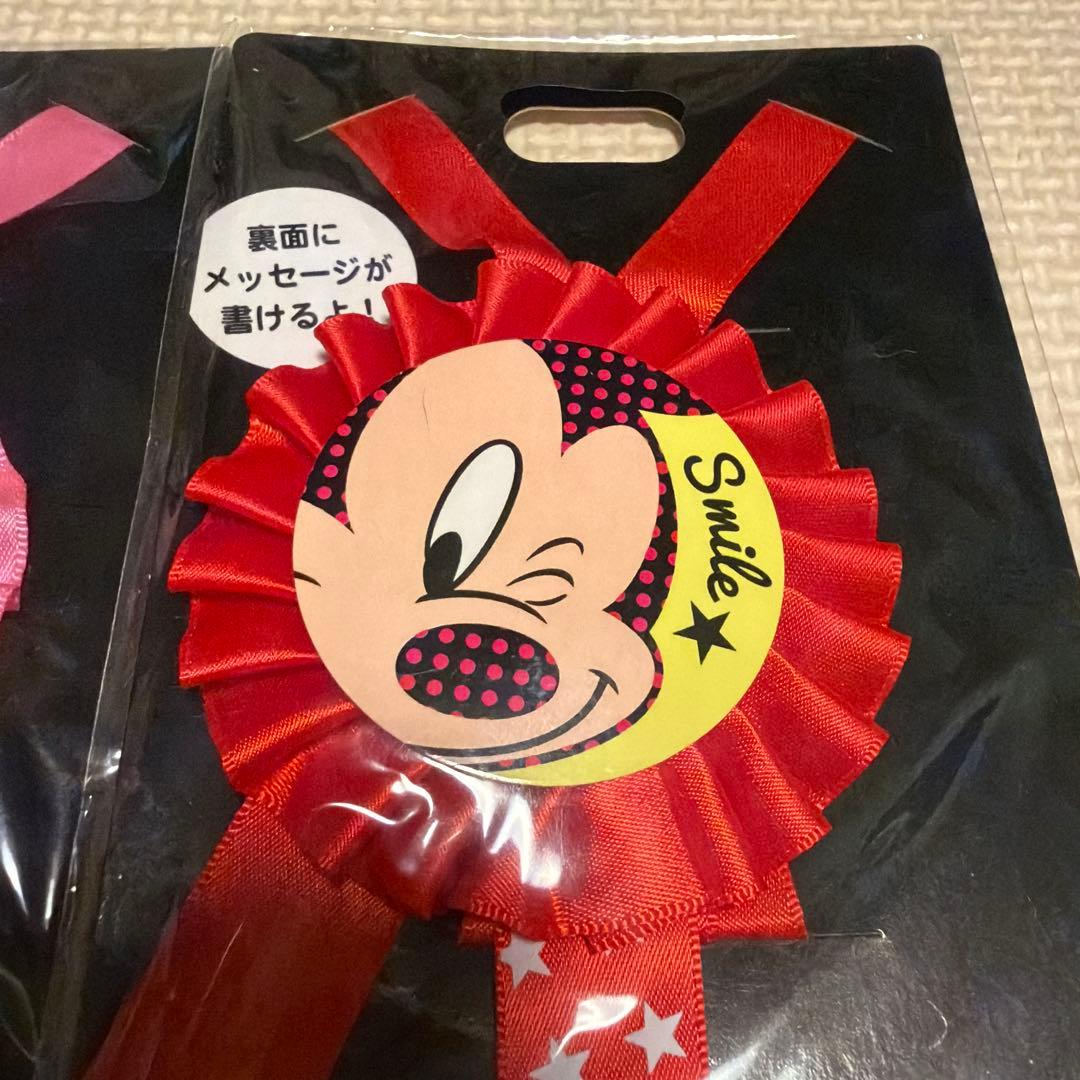 裏面に
メッセージが
書けるよ！
Smile★